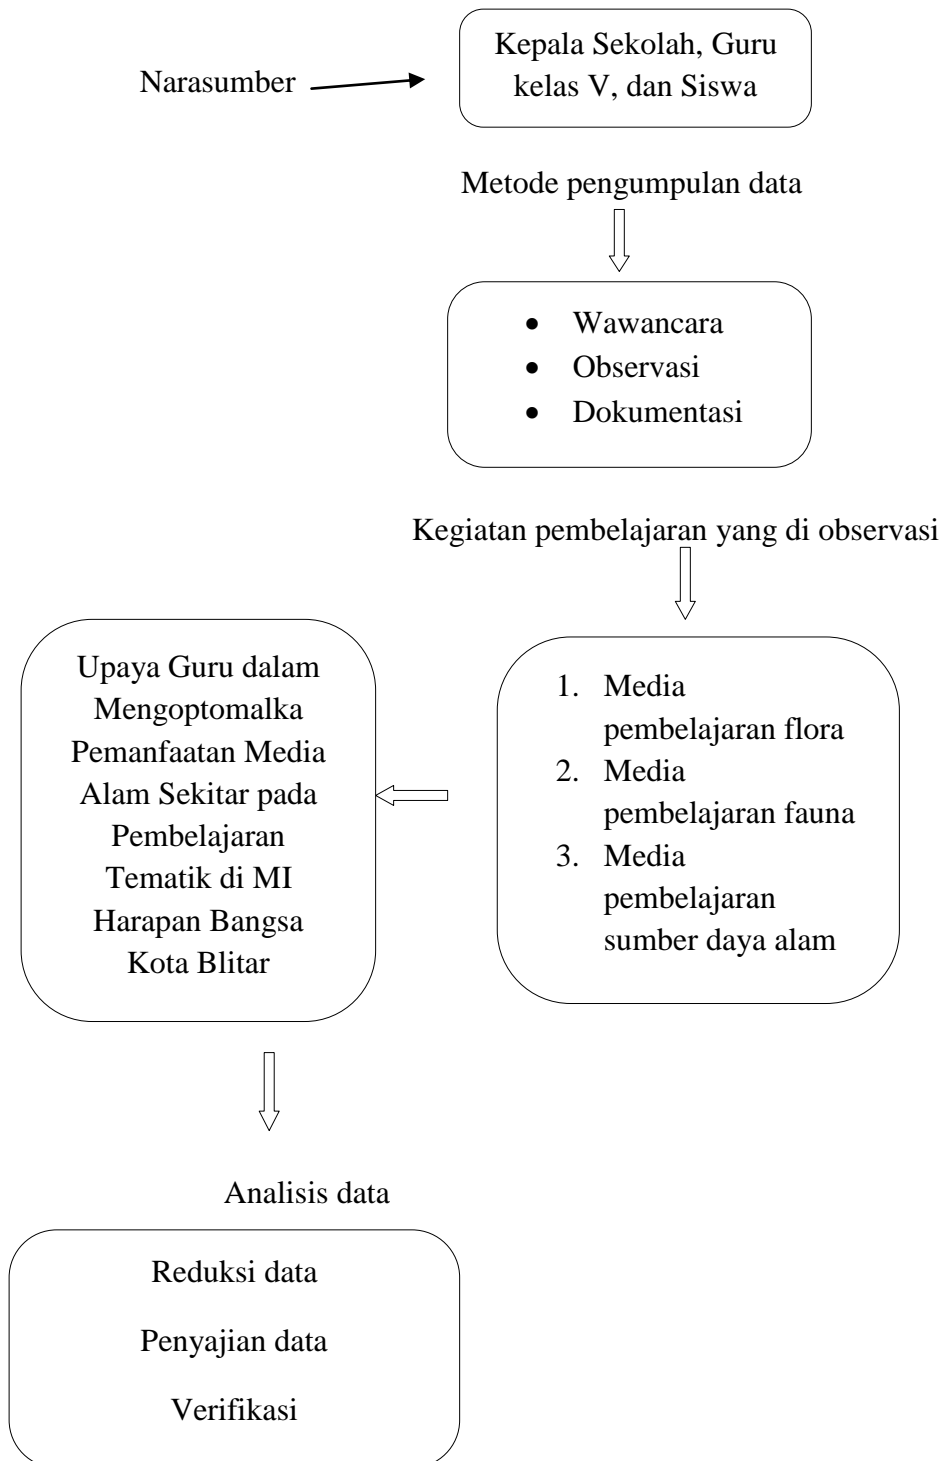 Narasumber
Kepala Sekolah, Guru
kelas V, dan Siswa
Metode pengumpulan data
• Wawancara
• Observasi
• Dokumentasi
Kegiatan pembelajaran yang di observasi
1. Media
pembelajaran flora
2. Media
pembelajaran fauna
3. Media
pembelajaran
sumber daya alam
Upaya Guru dalam
Mengoptomalka
Pemanfaatan Media
Alam Sekitar pada
Pembelajaran
Tematik di MI
Harapan Bangsa
Kota Blitar
Analisis data
Reduksi data
Penyajian data
Verifikasi